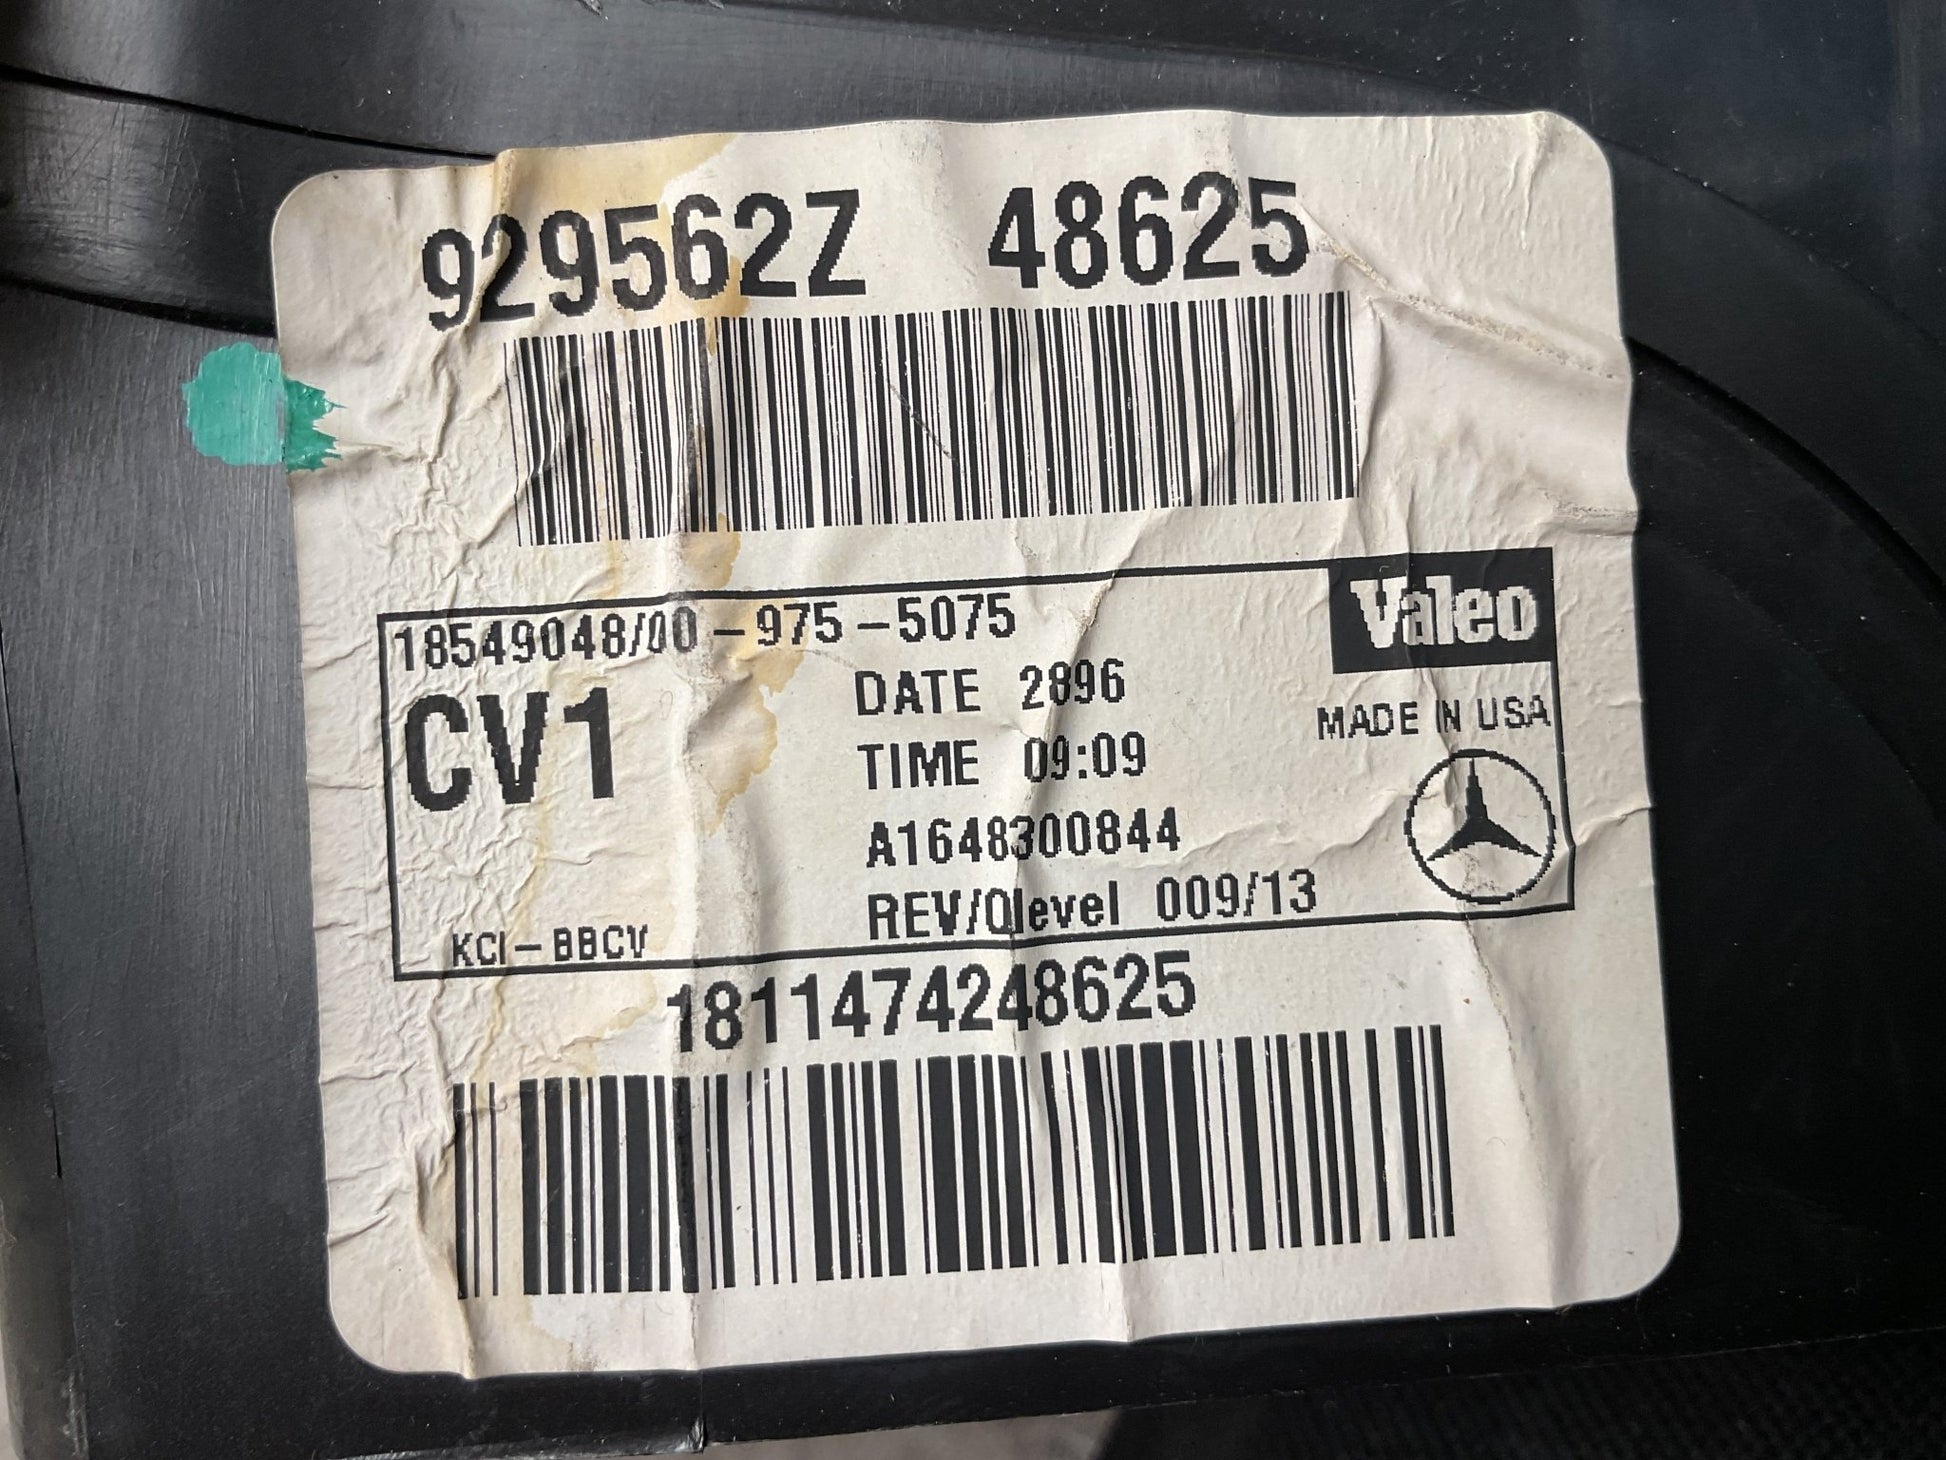 929562Z 48625
18549048/00-975-5075
Valeo
CV1
DATE 2896
MADE IN USA
TIME 09:09
A1648300844
REV/Qlevel 009/13
KCI-BBCV
1811474248625